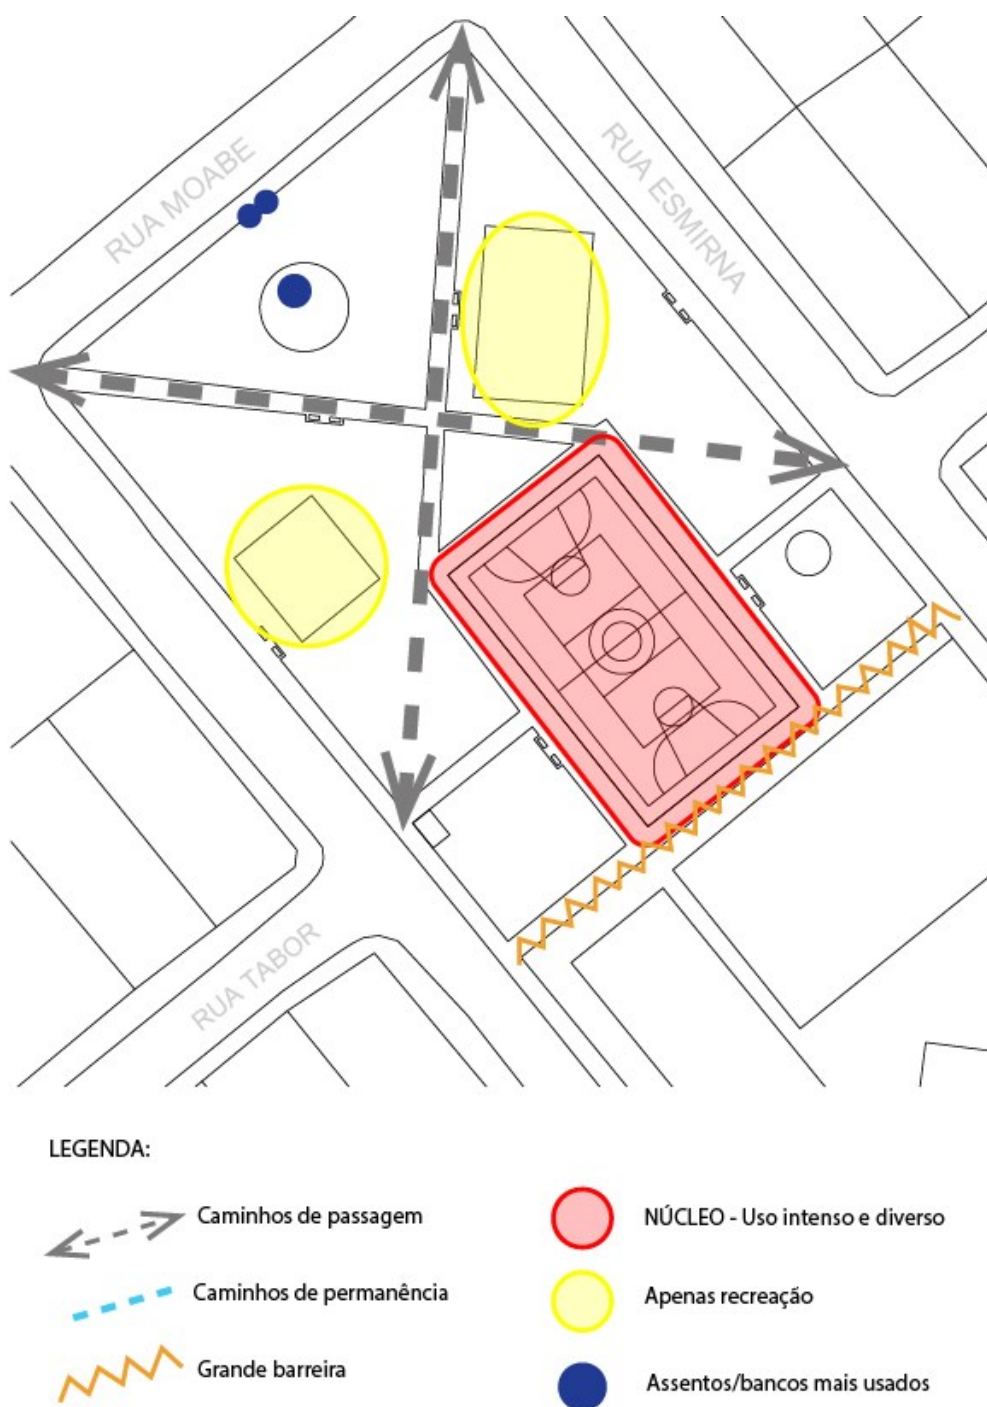 RUA MOABE
RUA ESMIRNA
RUA TABOR
LEGENDA:
Caminhos de passagem
NÚCLEO - Uso intenso e diverso
Caminhos de permanência
Apenas recreação
Grande barreira
Assentos/bancos mais usados